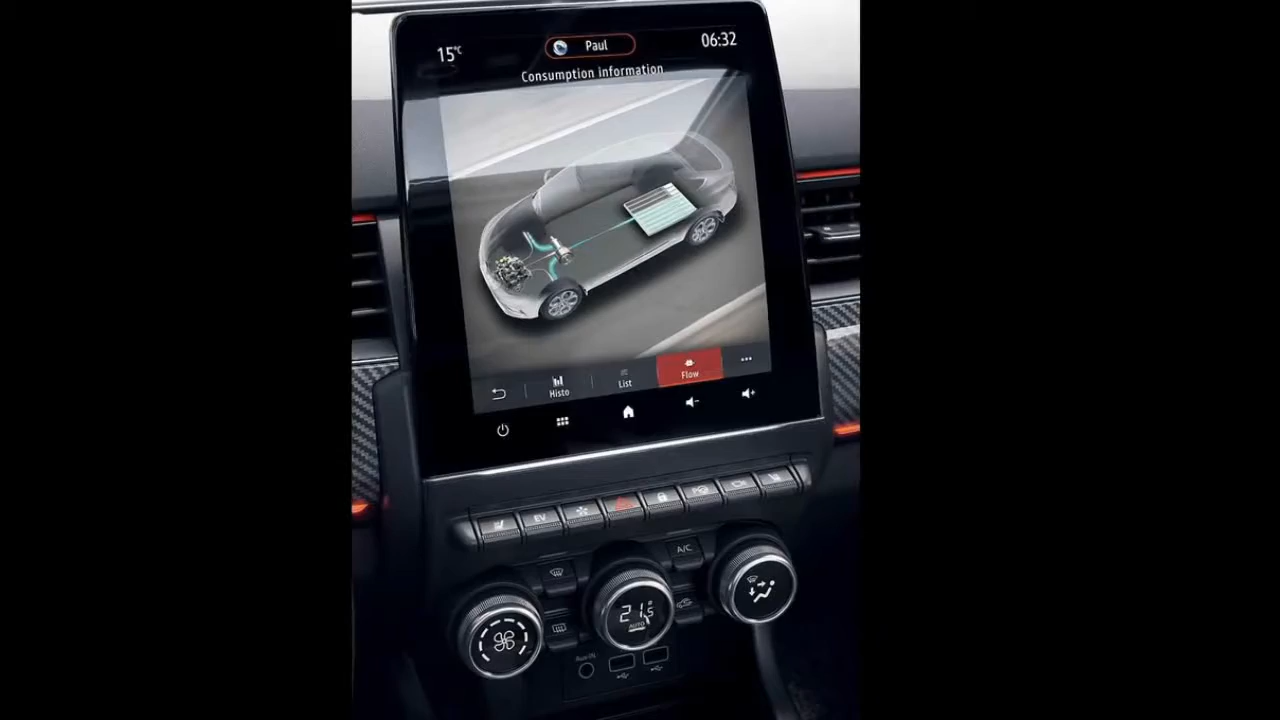 15°C
Paul
06:32
Consumption information
Histo
List
Flow
EV
A/C
21.5
AUTO